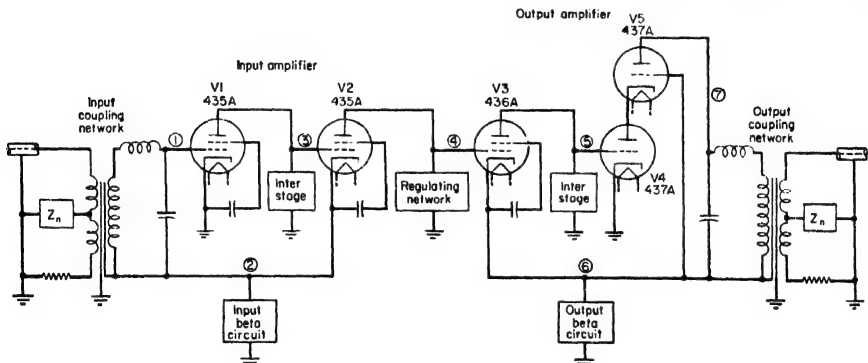 Output amplifier
V5
437A
Input amplifier
V1
435A
V2
435A
V3
436A
Input
coupling
network
①
③
④
⑤
⑦
Output
coupling
network
Zn
Inter
stage
Regulating
network
Inter
stage
V4
437A
Zn
②
⑥
Input
beta
circuit
Output
beta
circuit